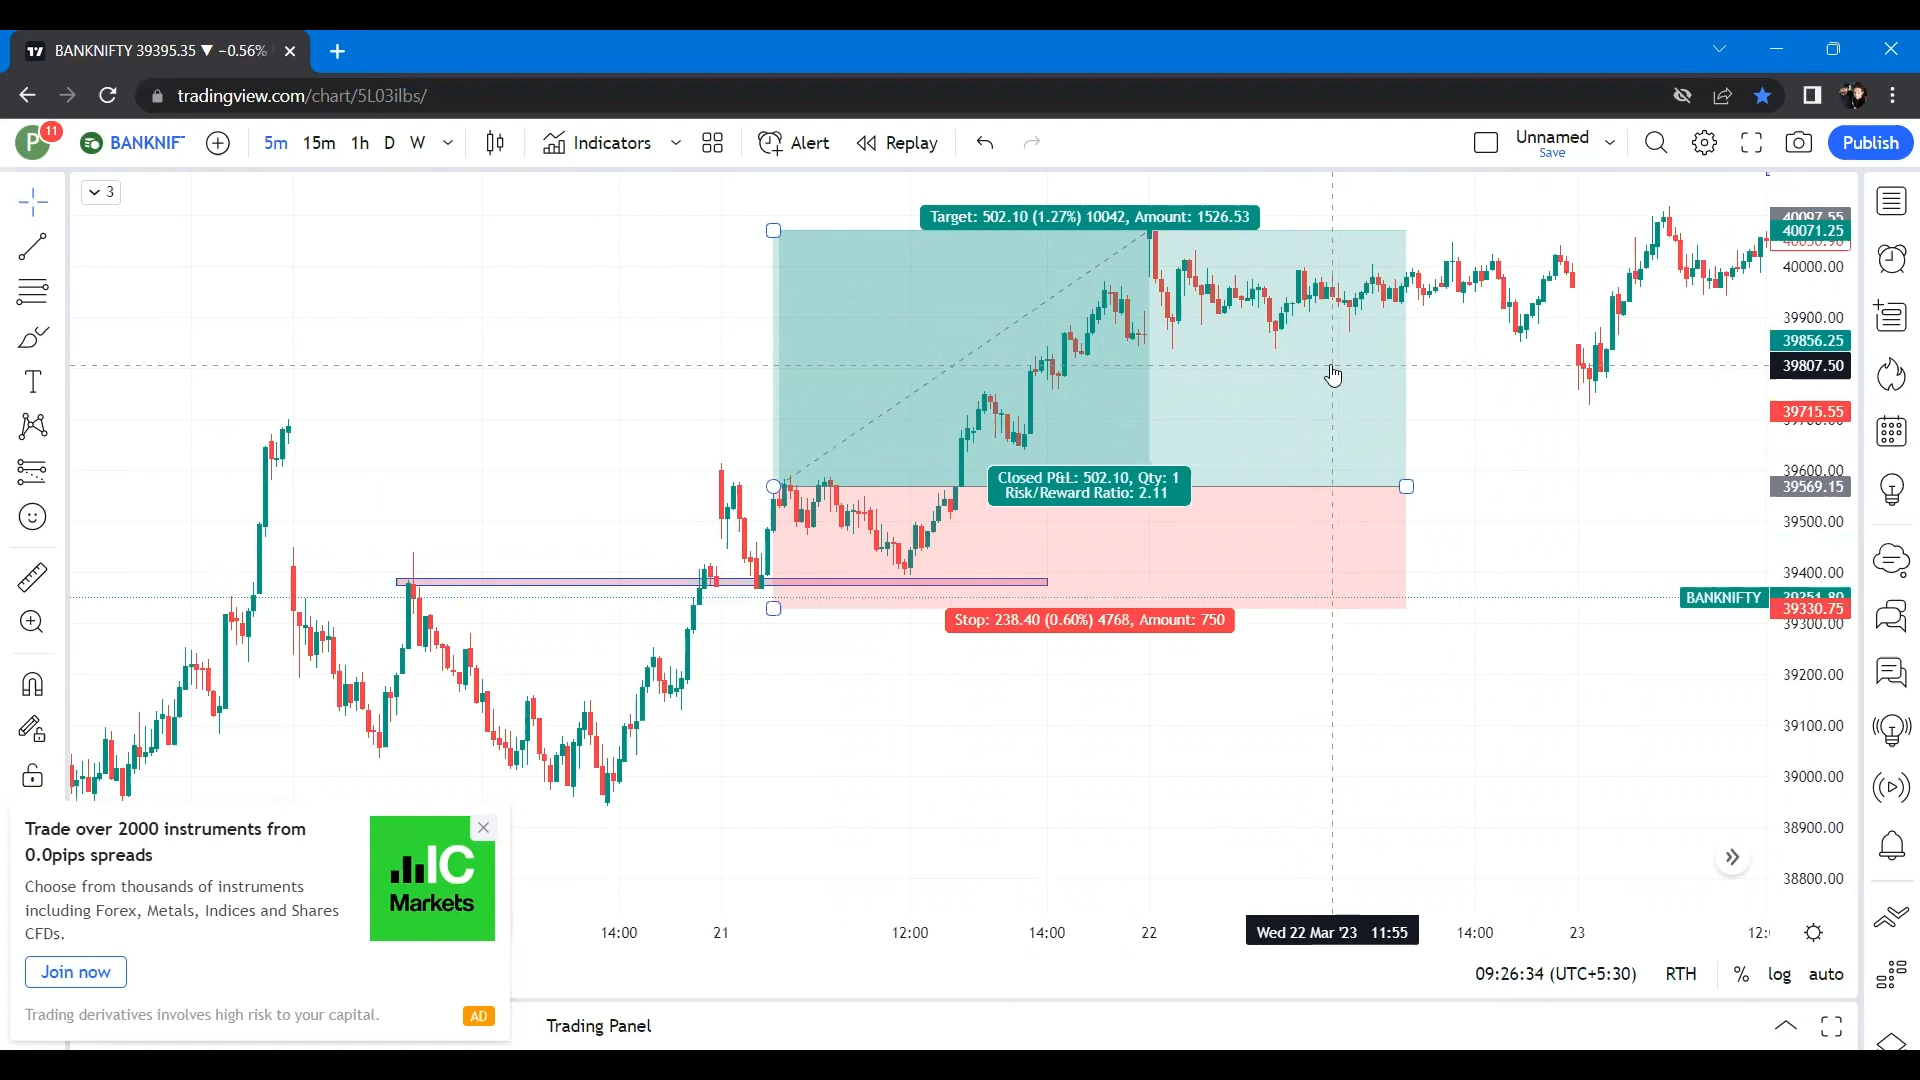 BANKNIFTY 39395.35 ▼ −0.56%
tradingview.com/chart/5L03ilbs/
P
11
BANKNIF
5m 15m 1h D W
Indicators
Alert
Replay
Unnamed
Save
Publish
3
Target: 502.10 (1.27%) 10042, Amount: 1526.53
Closed P&L: 502.10, Qty: 1
Risk/Reward Ratio: 2.11
Stop: 238.40 (0.60%) 4768, Amount: 750
40097.55
40071.25
40000.00
39900.00
39856.25
39807.50
39715.55
39600.00
39569.15
39500.00
39400.00
BANKNIFTY
39330.75
39300.00
39200.00
39100.00
39000.00
38900.00
38800.00
Trade over 2000 instruments from
0.0pips spreads
Choose from thousands of instruments
including Forex, Metals, Indices and Shares
CFDs.
IC
Markets
Join now
Trading derivatives involves high risk to your capital.
AD
14:00 21 12:00 14:00 22 Wed 22 Mar '23 11:55 14:00 23
09:26:34 (UTC+5:30) RTH % log auto
Trading Panel